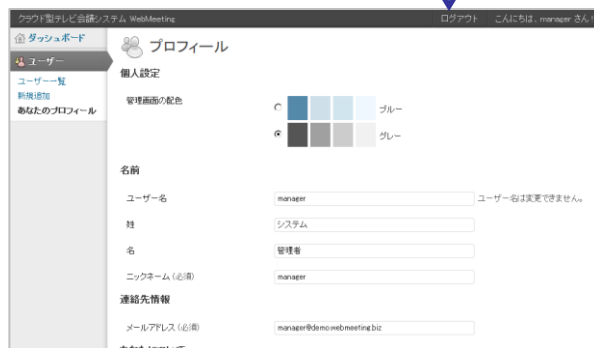 クラウド型テレビ会議システム WebMeeting
ログアウト こんにちは、manager さん!
ダッシュボード
ユーザー
ユーザー一覧
新規追加
あなたのプロフィール
プロフィール
個人設定
管理画面の配色
ブルー
グレー
名前
ユーザー名 manager ユーザー名は変更できません。
姓 システム
名 管理者
ニックネーム (必須) manager
連絡先情報
メールアドレス (必須) manager@demo.webmeeting.biz